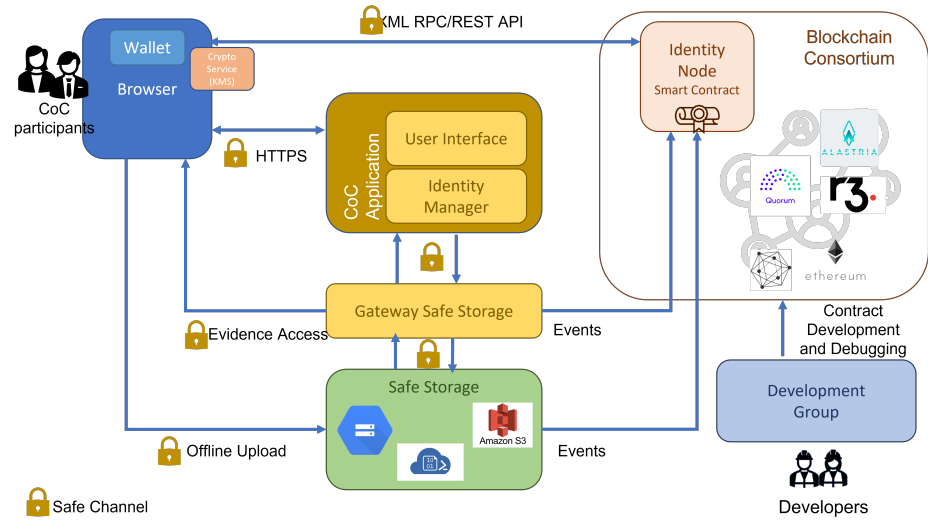 XML RPC/REST API
Wallet
Crypto
Service
(KMS)
Browser
CoC
participants
HTTPS
CoC
Application
User Interface
Identity
Manager
Identity
Node
Smart Contract
Blockchain
Consortium
ALASTRIA
Quorum
r3.
ethereum
Gateway Safe Storage
Evidence Access
Events
Contract
Development
and Debugging
Safe Storage
Amazon S3
10
01
Offline Upload
Events
Development
Group
Developers
Safe Channel